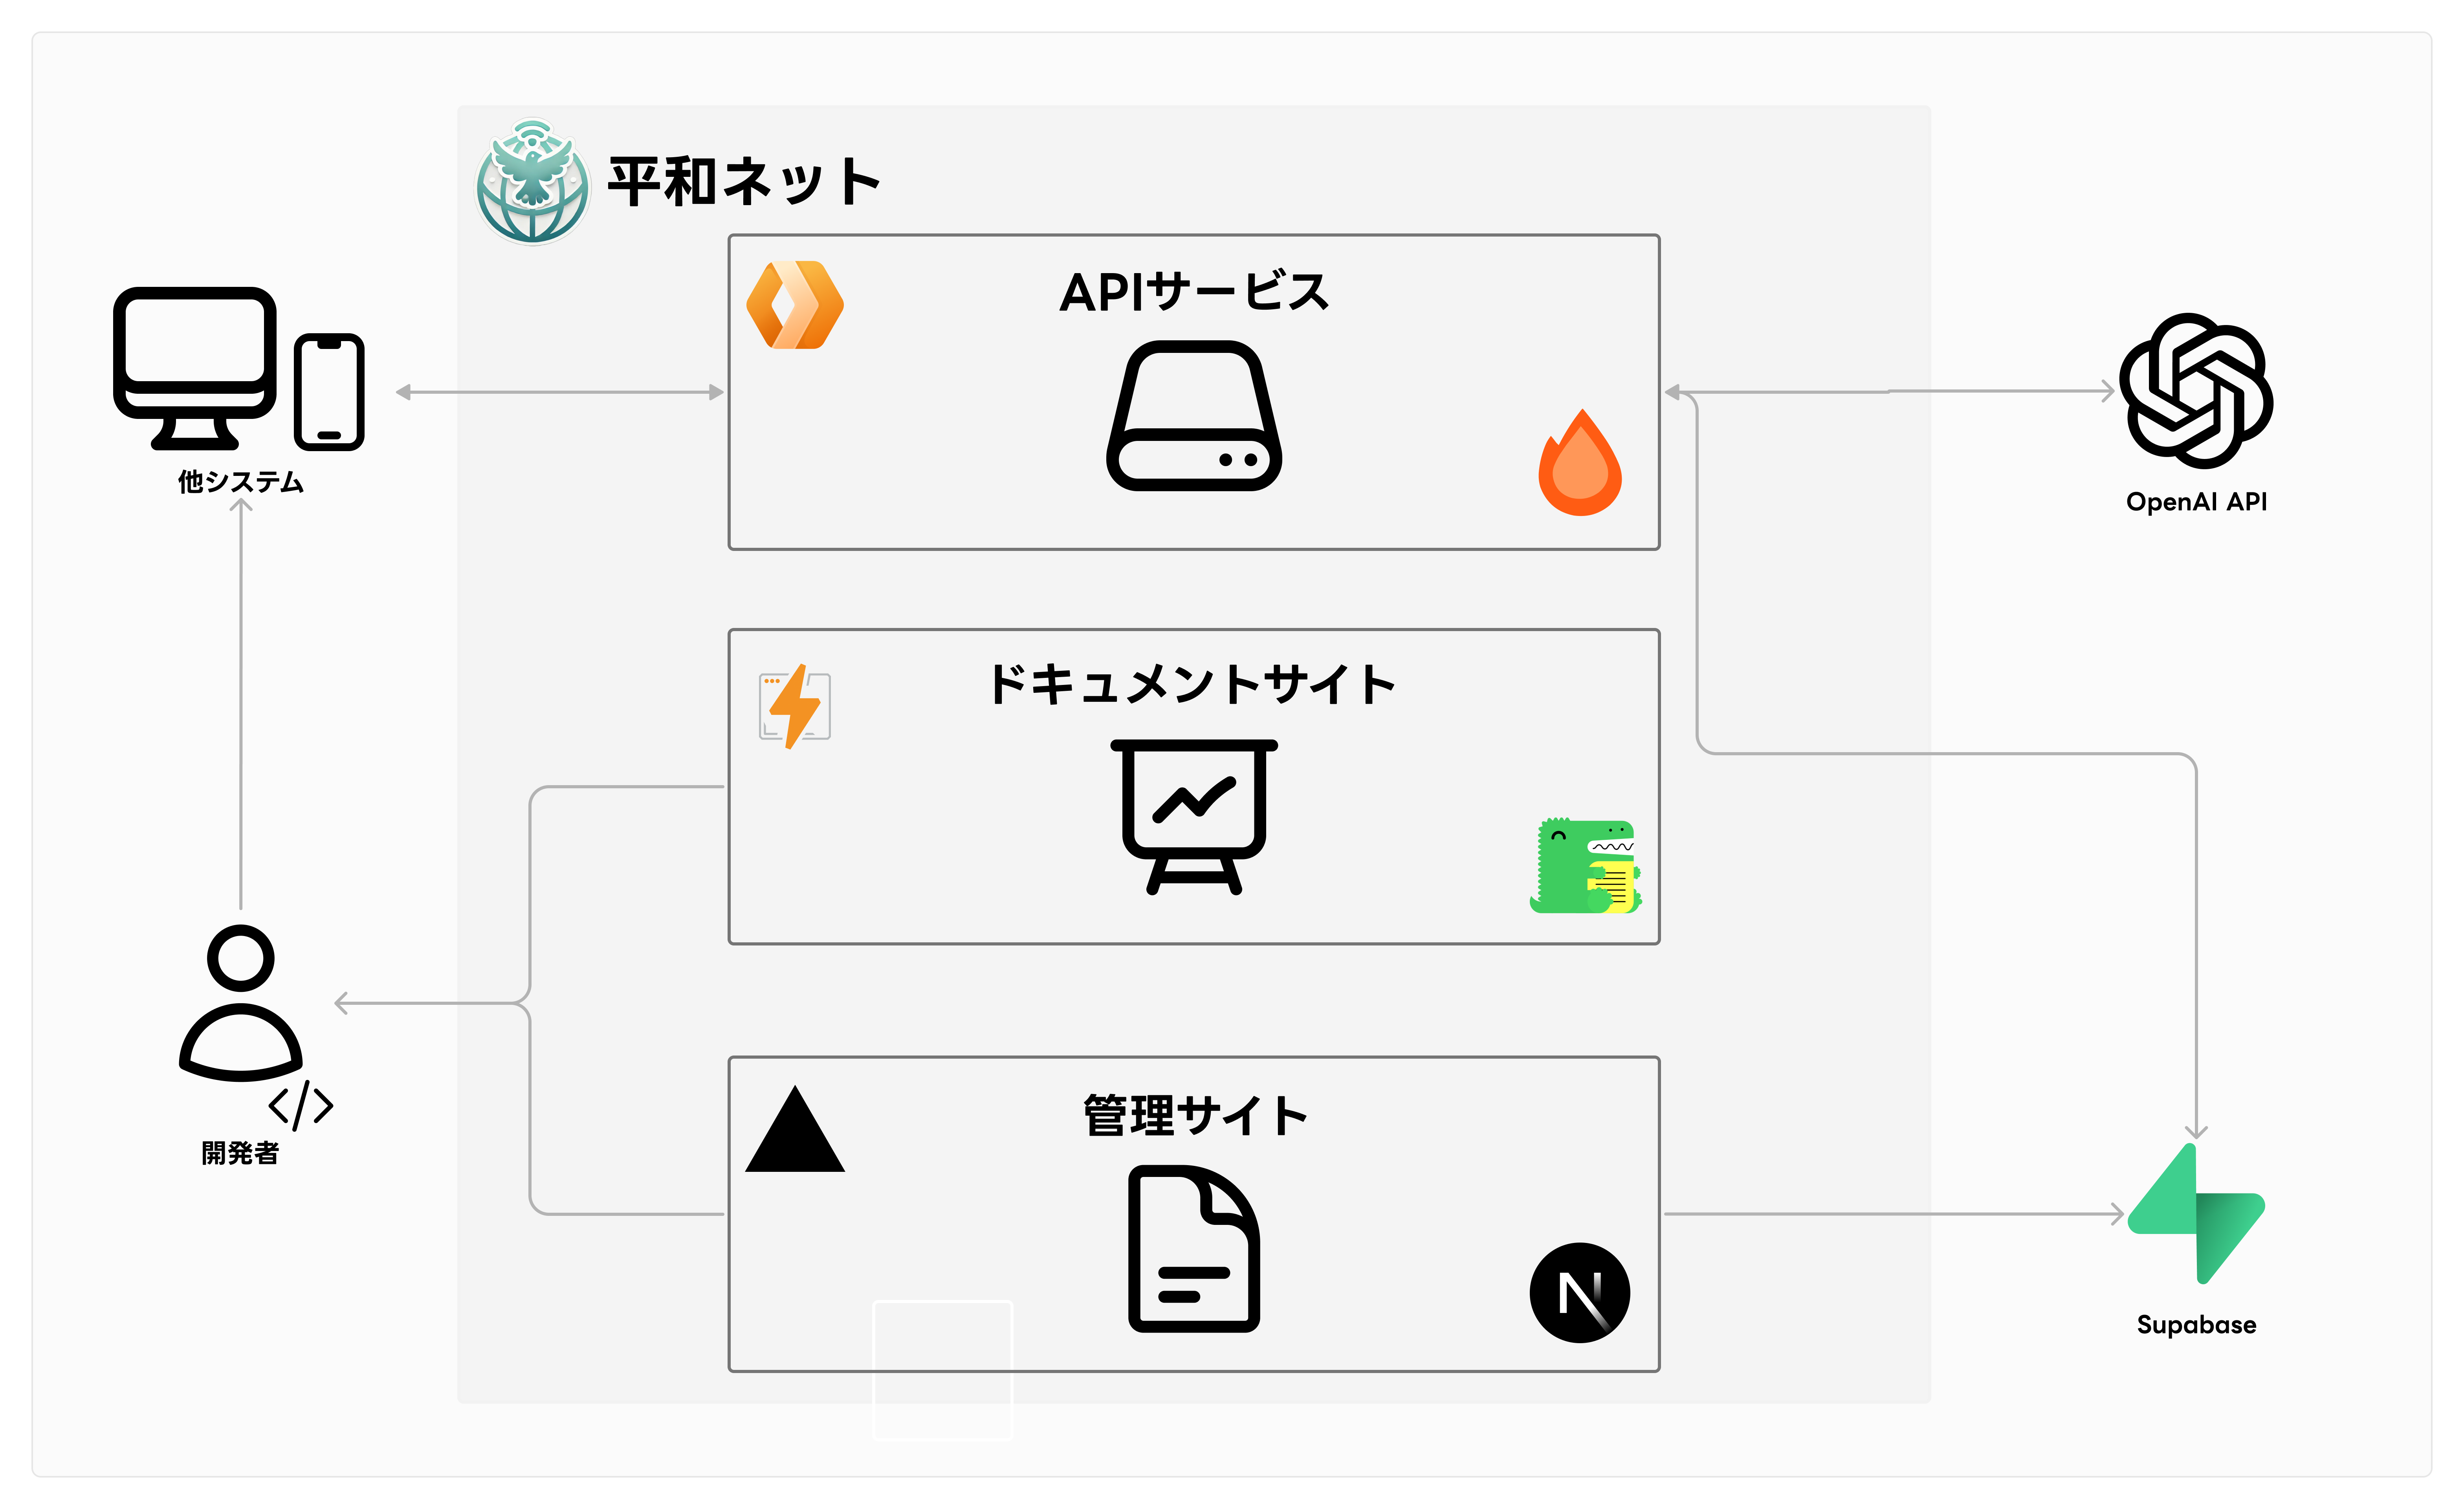 平和ネット
APIサービス
他システム
OpenAI API
ドキュメントサイト
開発者
管理サイト
Supabase